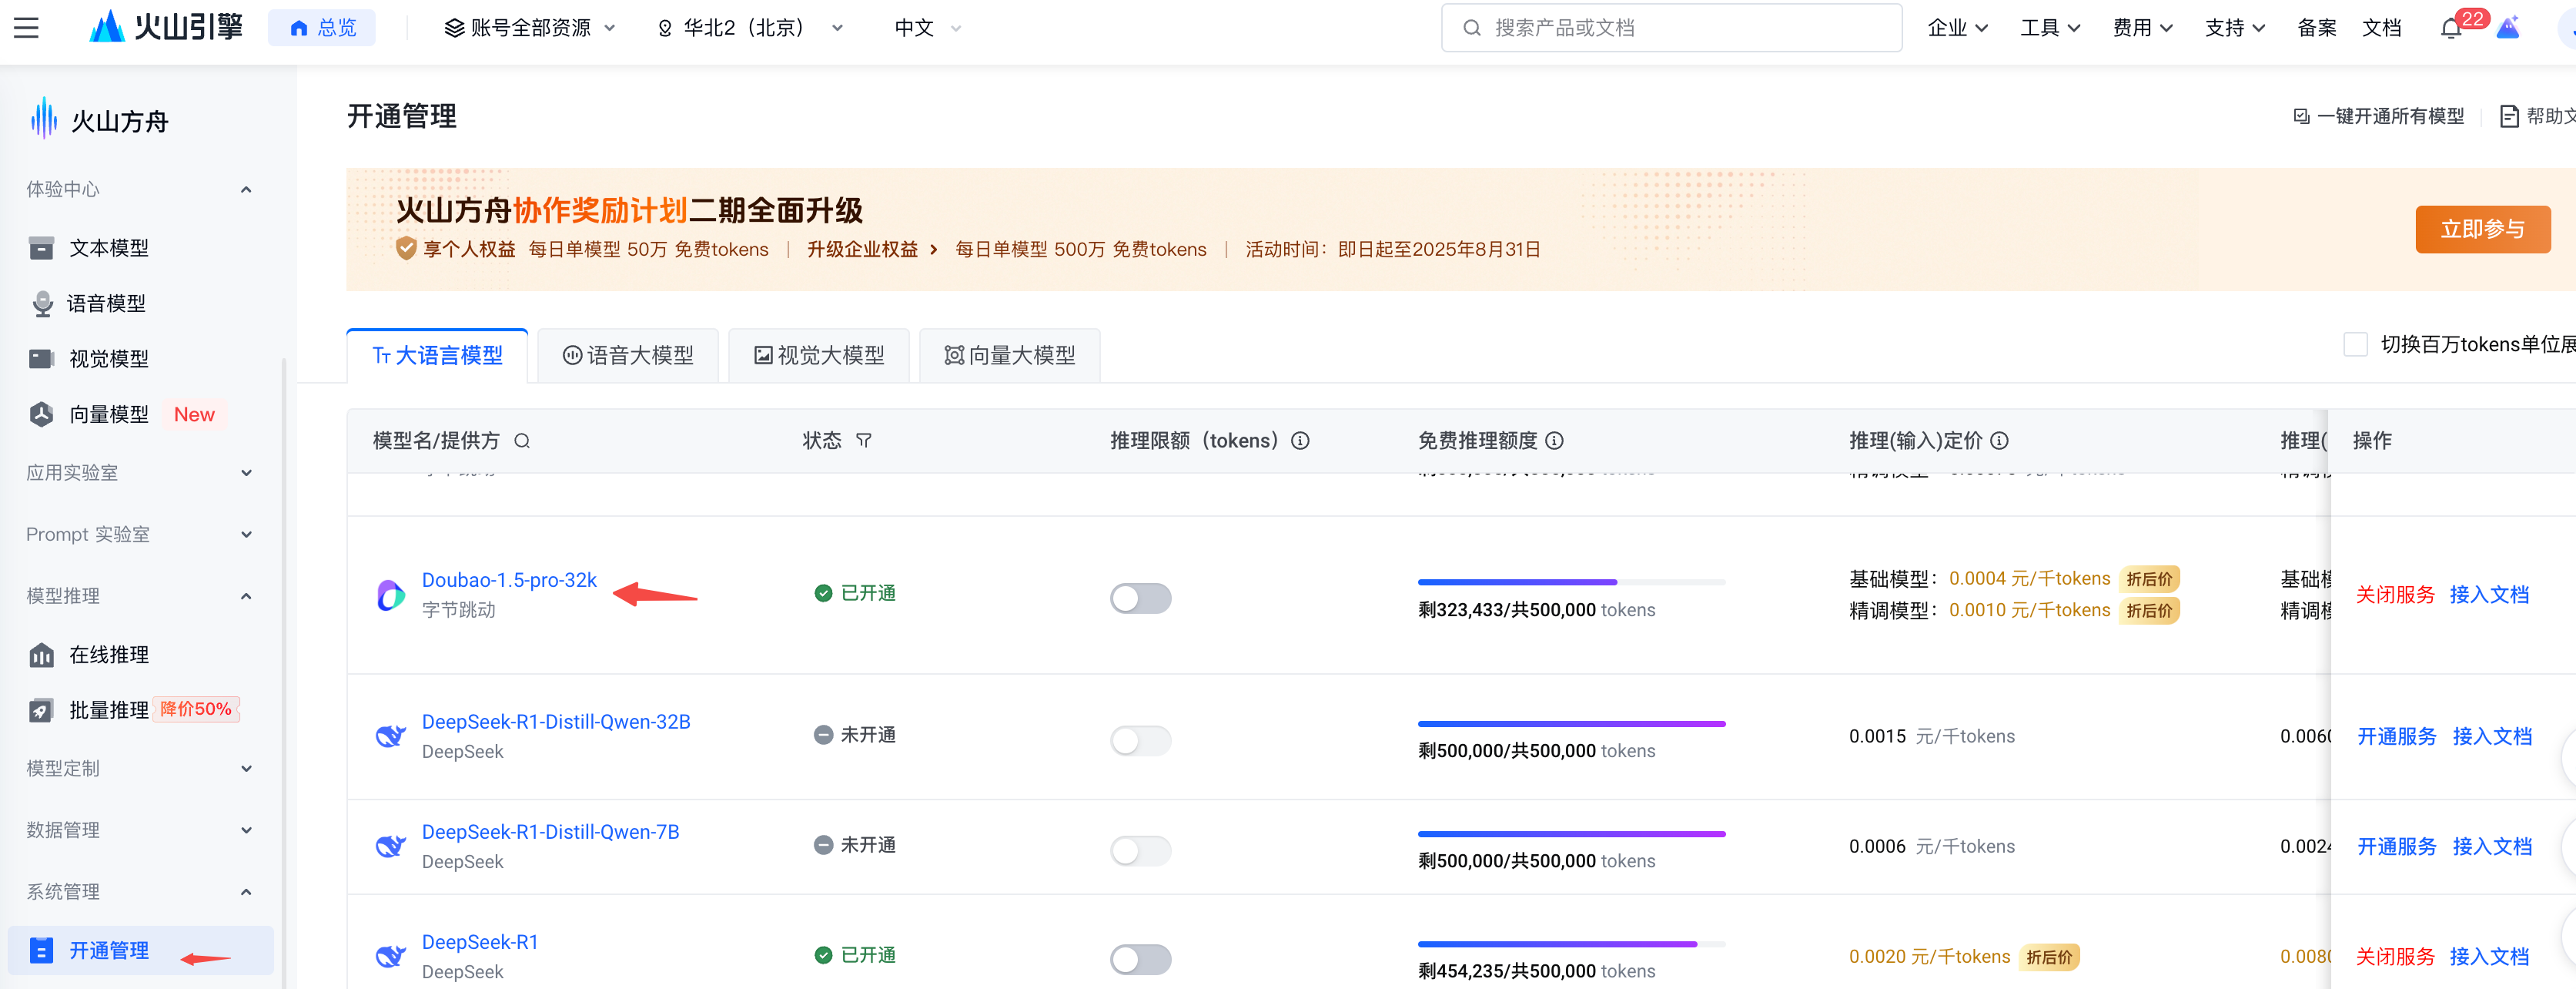 火山引擎 总览 账号全部资源 华北2（北京） 中文 搜索产品或文档 企业 工具 费用 支持 备案 文档 22
火山方舟
体验中心
文本模型
语音模型
视觉模型
向量模型 New
应用实验室
Prompt 实验室
模型推理
在线推理
批量推理 降价50%
模型定制
数据管理
系统管理
开通管理
开通管理
一键开通所有模型 帮助文
火山方舟协作奖励计划二期全面升级
享个人权益 每日单模型 50万 免费tokens | 升级企业权益 每日单模型 500万 免费tokens | 活动时间：即日起至2025年8月31日
立即参与
大语言模型 语音大模型 视觉大模型 向量大模型
切换百万tokens单位展
模型名/提供方 状态 推理限额（tokens） 免费推理额度 推理(输入)定价 推理( 操作
Doubao-1.5-pro-32k
字节跳动
已开通
剩323,433/共500,000 tokens
基础模型：0.0004 元/千tokens 折后价
精调模型：0.0010 元/千tokens 折后价
基础模
精调模
关闭服务 接入文档
DeepSeek-R1-Distill-Qwen-32B
DeepSeek
未开通
剩500,000/共500,000 tokens
0.0015 元/千tokens
0.0060
开通服务 接入文档
DeepSeek-R1-Distill-Qwen-7B
DeepSeek
未开通
剩500,000/共500,000 tokens
0.0006 元/千tokens
0.0024
开通服务 接入文档
DeepSeek-R1
DeepSeek
已开通
剩454,235/共500,000 tokens
0.0020 元/千tokens 折后价
0.0080
关闭服务 接入文档